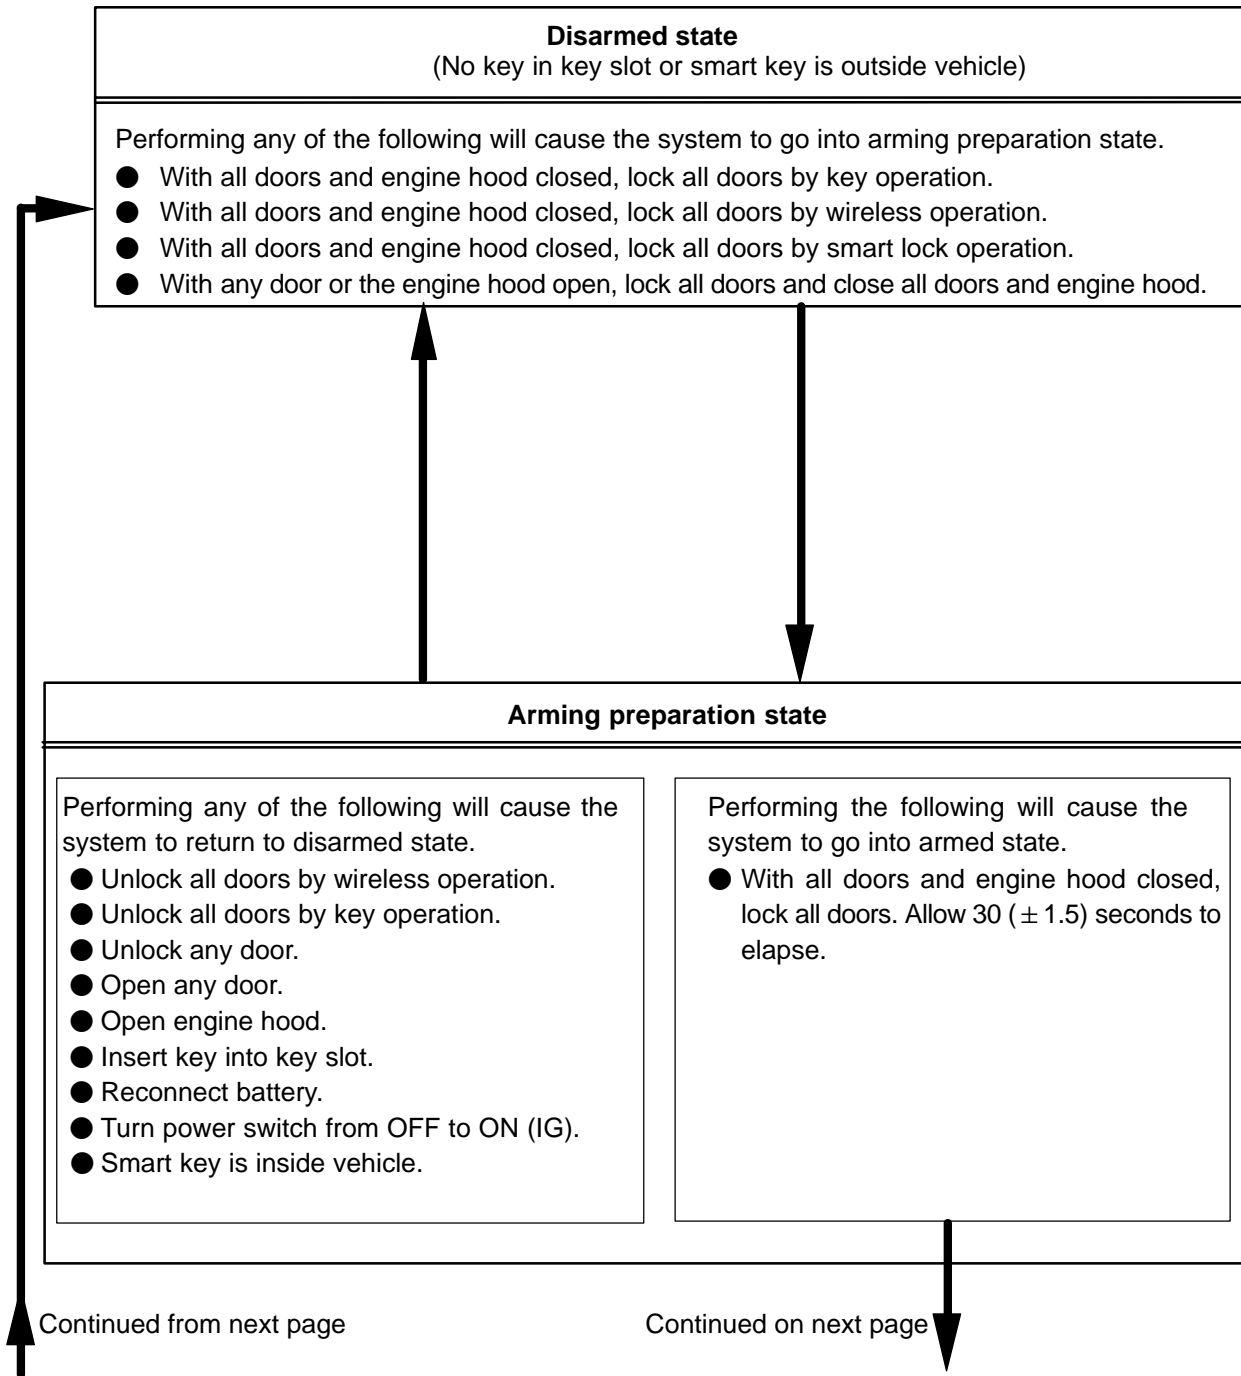 Disarmed state
(No key in key slot or smart key is outside vehicle)
Performing any of the following will cause the system to go into arming preparation state.
● With all doors and engine hood closed, lock all doors by key operation.
● With all doors and engine hood closed, lock all doors by wireless operation.
● With all doors and engine hood closed, lock all doors by smart lock operation.
● With any door or the engine hood open, lock all doors and close all doors and engine hood.
Arming preparation state
Performing any of the following will cause the
system to return to disarmed state.
● Unlock all doors by wireless operation.
● Unlock all doors by key operation.
● Unlock any door.
● Open any door.
● Open engine hood.
● Insert key into key slot.
● Reconnect battery.
● Turn power switch from OFF to ON (IG).
● Smart key is inside vehicle.
Performing the following will cause the
system to go into armed state.
● With all doors and engine hood closed,
lock all doors. Allow 30 (±1.5) seconds to
elapse.
Continued from next page
Continued on next page